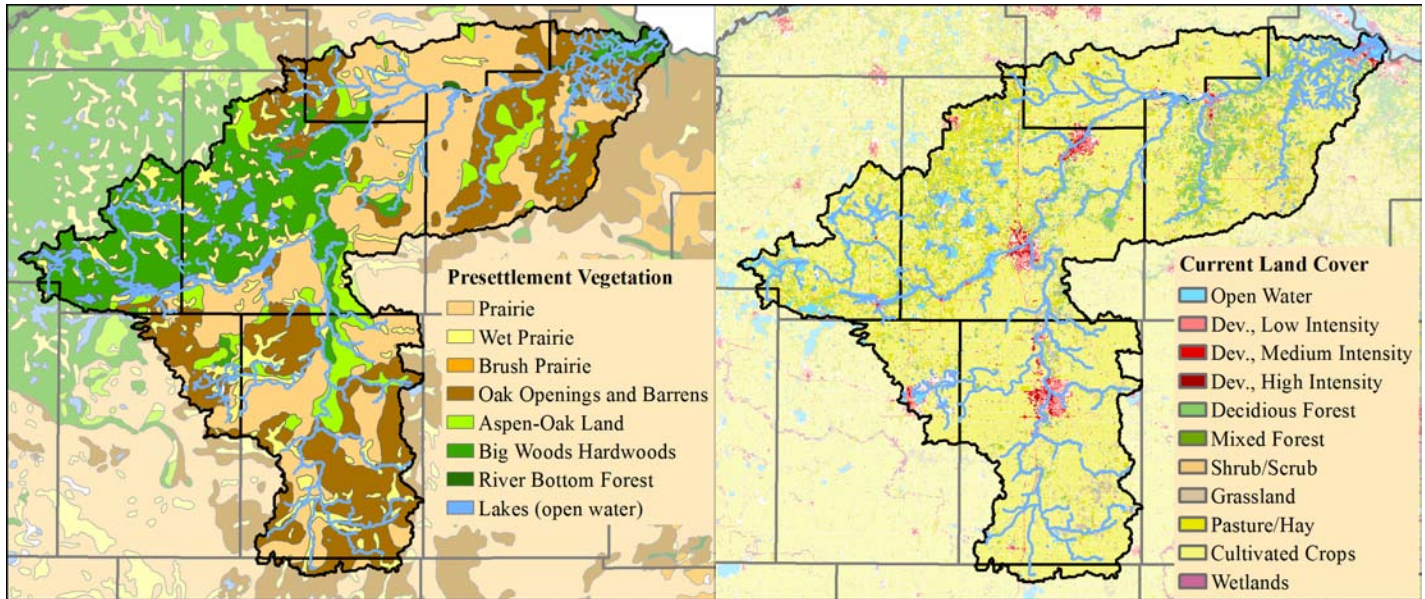 Presettlement Vegetation
Prairie
Wet Prairie
Brush Prairie
Oak Openings and Barrens
Aspen-Oak Land
Big Woods Hardwoods
River Bottom Forest
Lakes (open water)
Current Land Cover
Open Water
Dev., Low Intensity
Dev., Medium Intensity
Dev., High Intensity
Decidious Forest
Mixed Forest
Shrub/Scrub
Grassland
Pasture/Hay
Cultivated Crops
Wetlands